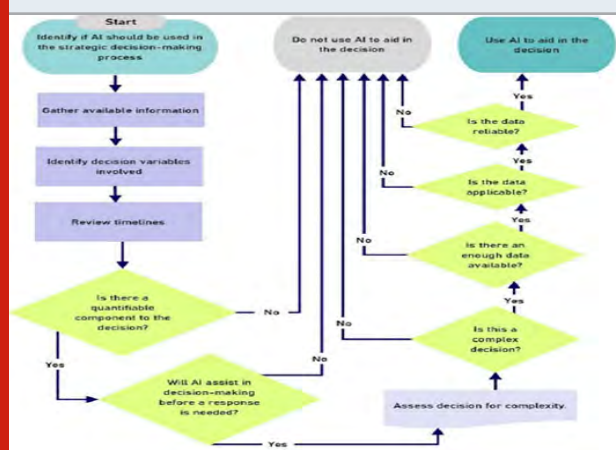 Start
Identify if AI should be used in
the strategic decision-making
process
Gather available information
Identify decision variables
involved
Review timelines
Is there a
quantifiable
component to the
decision?
No
Yes
Will AI assist in
decision-making
before a response
is needed?
No
Yes
Assess decision for complexity.
Is this a
complex
decision?
No
Yes
Is there an
enough data
available?
No
Yes
Is the data
applicable?
No
Yes
Is the data
reliable?
No
Yes
Do not use AI to aid in
the decision
Use AI to aid in the
decision